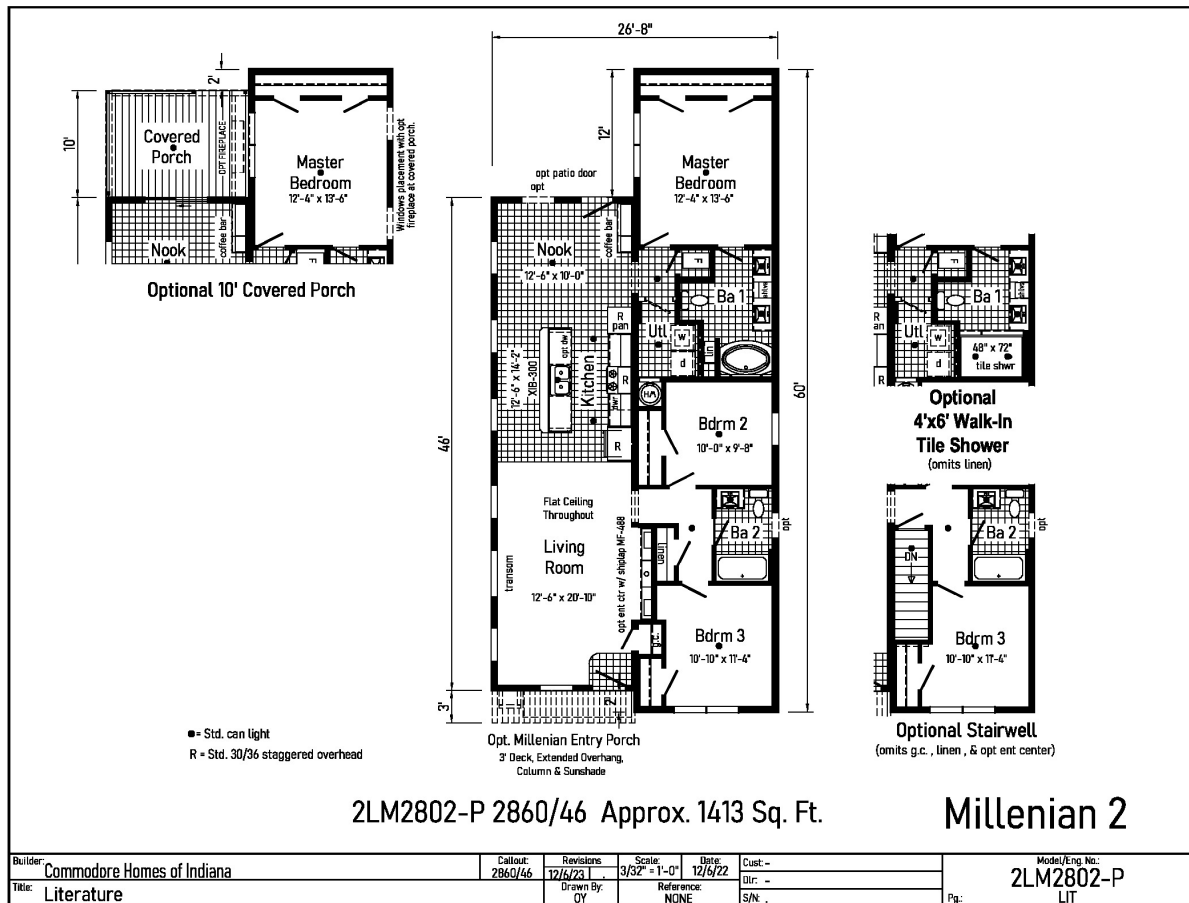 26'-8"
2'
10'
Covered
Porch
OPT FIREPLACE
Master
Bedroom
12'-4" x 13'-6"
Windows placement with opt
fireplace at covered porch.
Nook
coffee bar
F
Optional 10' Covered Porch
12'
opt patio door
opt
Master
Bedroom
12'-4" x 13'-6"
Nook
12'-6" x 10'-0"
coffee bar
F
Ba 1
R
pan
Utl
w
d
lin
opt dw
12'-6" x 14'-2"
XIB-300
Kitchen
R
dwr
R
HW
Bdrm 2
10'-0" x 9'-8"
60'
46'
Flat Ceiling
Throughout
Living
Room
12'-6" x 20'-10"
transom
opt ent ctr w/ shiplap MF-488
linen
Ba 2
opt
g.c.
Bdrm 3
10'-10" x 11'-4"
3'
2'
Opt. Millenian Entry Porch
3' Deck, Extended Overhang,
Column & Sunshade
F
Ba 1
R
pan
Utl
w
d
R
48" x 72"
tile shwr
Optional
4'x6' Walk-In
Tile Shower
(omits linen)
Ba 2
opt
DN
Bdrm 3
10'-10" x 11'-4"
Optional Stairwell
(omits g.c., linen, & opt ent center)
●= Std. can light
R = Std. 30/36 staggered overhead
2LM2802-P 2860/46 Approx. 1413 Sq. Ft.
Millenian 2
Builder: Commodore Homes of Indiana
Title: Literature
Callout: 2860/46
Revisions 12/6/23 .
Scale: 3/32" = 1'-0"
Date: 12/6/22
Drawn By: OY
Reference: NONE
Cust: -
Dlr: -
S/N: .
Model/Eng. No.: 2LM2802-P
Pg.: LIT